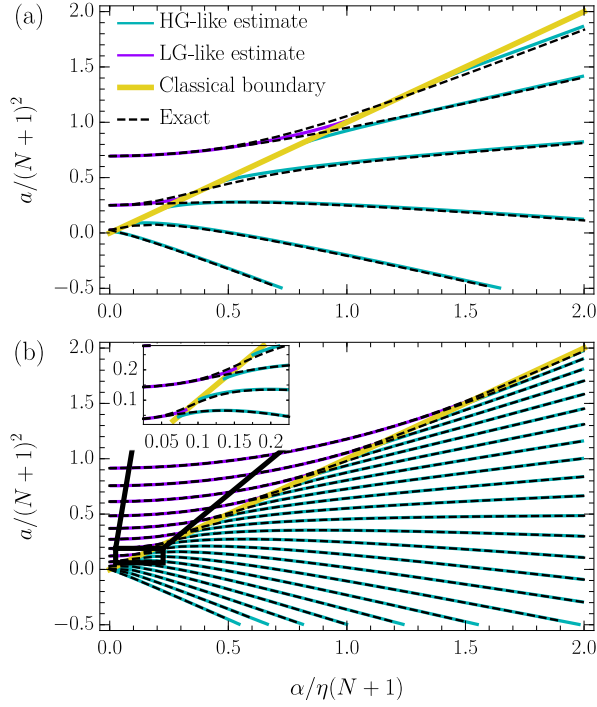 (a)
HG-like estimate
LG-like estimate
Classical boundary
Exact
2.0
1.5
1.0
0.5
0.0
−0.5
a/(N + 1)²
0.0 0.5 1.0 1.5 2.0
(b)
2.0
1.5
1.0
0.5
0.0
−0.5
a/(N + 1)²
0.2
0.1
0.05 0.1 0.15 0.2
0.0 0.5 1.0 1.5 2.0
α/η(N + 1)